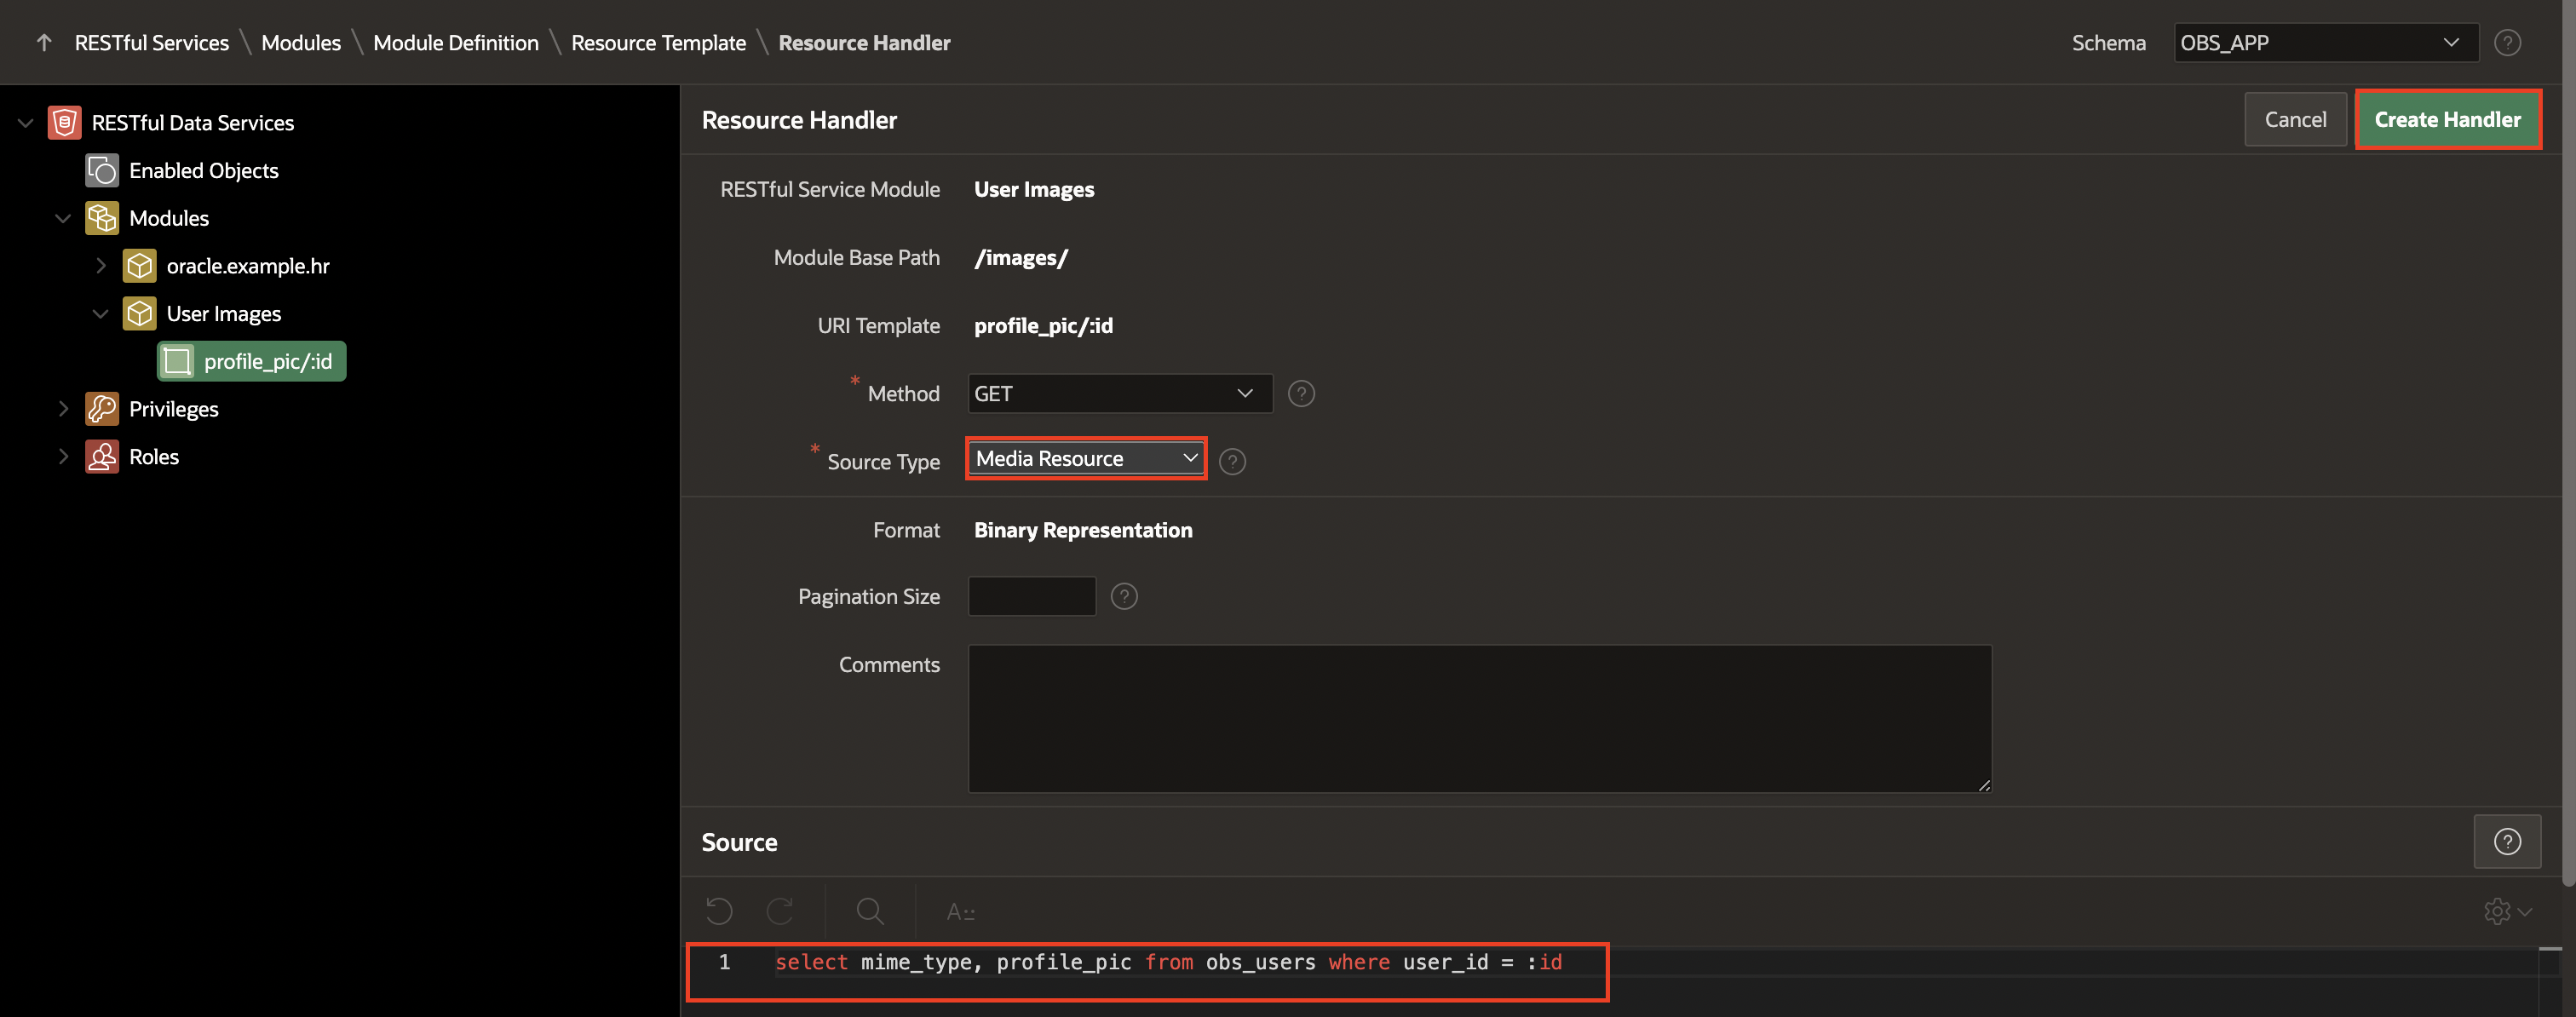 RESTful Services \ Modules \ Module Definition \ Resource Template \ Resource Handler
Schema OBS_APP
RESTful Data Services
Enabled Objects
Modules
oracle.example.hr
User Images
profile_pic/:id
Privileges
Roles
Resource Handler
Cancel
Create Handler
RESTful Service Module User Images
Module Base Path /images/
URI Template profile_pic/:id
* Method GET
* Source Type Media Resource
Format Binary Representation
Pagination Size
Comments
Source
A::
1 select mime_type, profile_pic from obs_users where user_id = :id